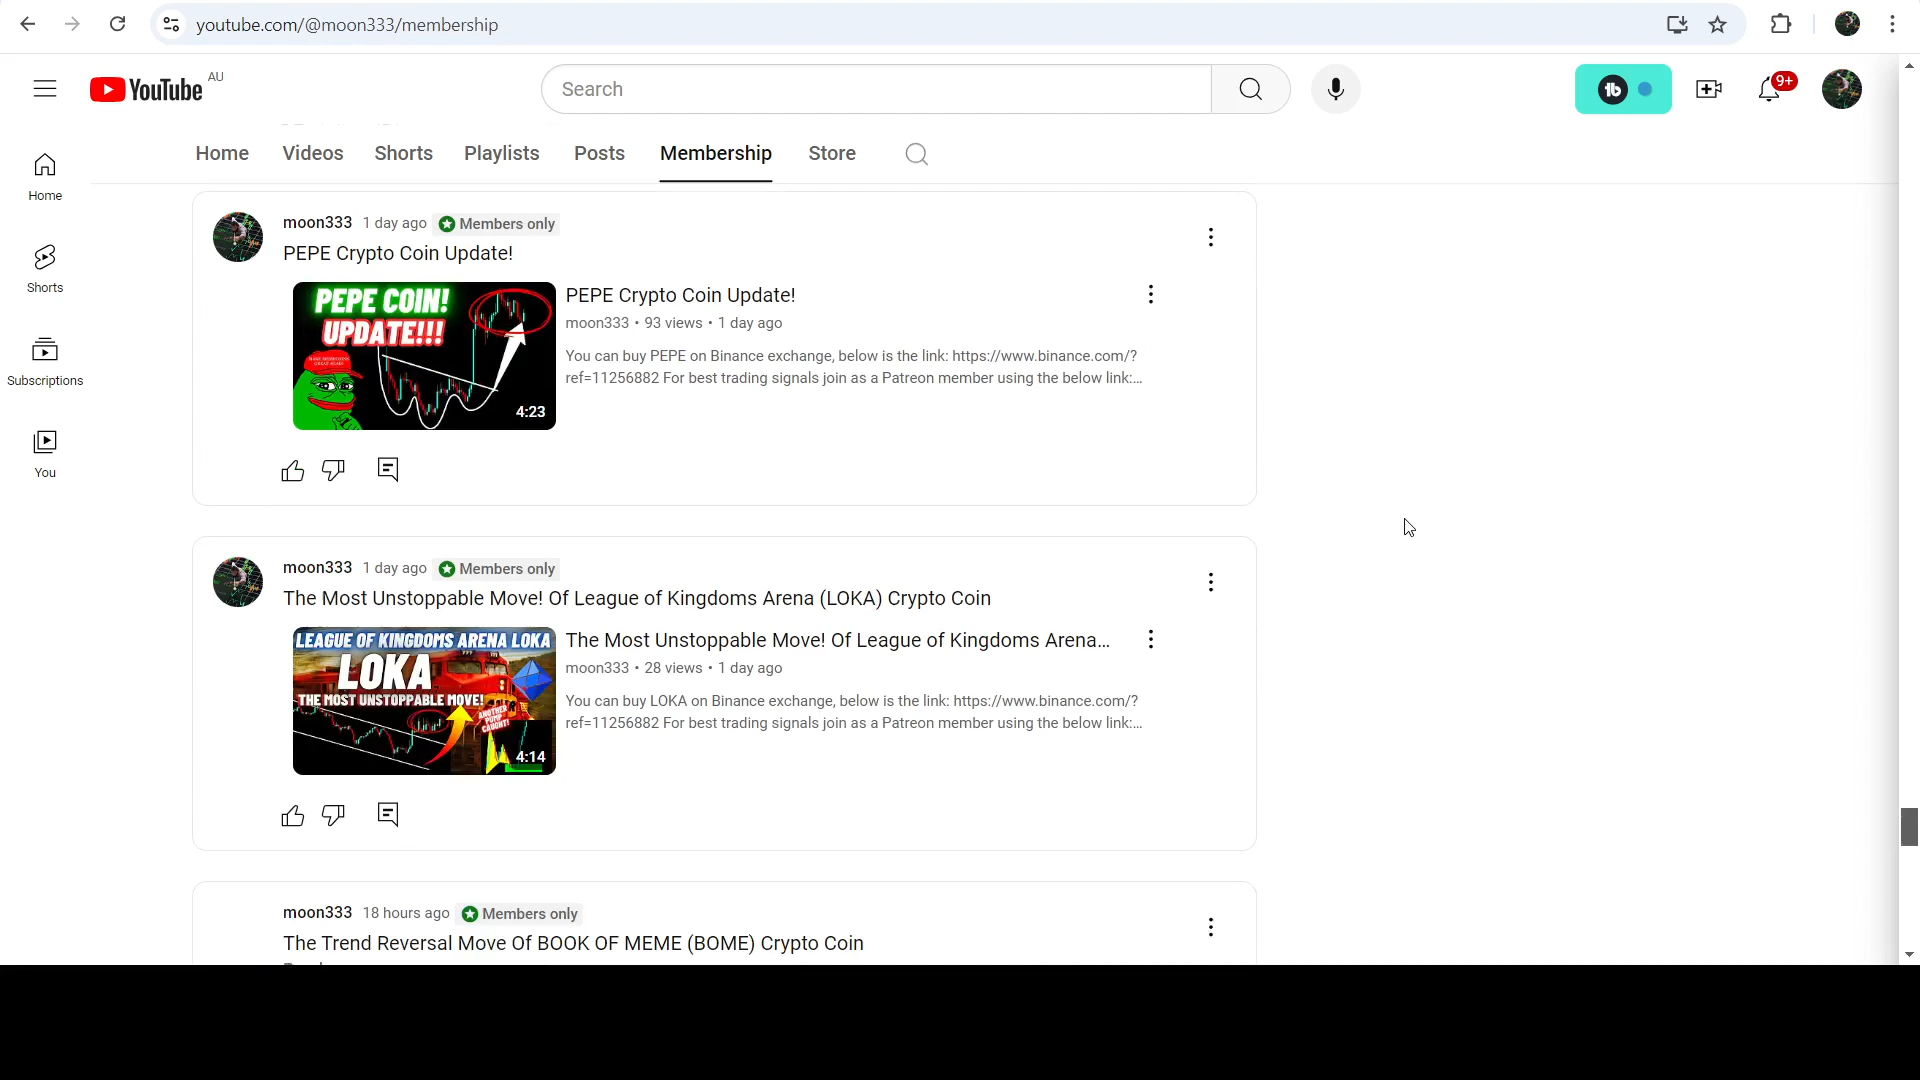 youtube.com/@moon333/membership
YouTube AU
Search
9+
Home
Videos
Shorts
Playlists
Posts
Membership
Store
Home
Shorts
Subscriptions
You
moon333 1 day ago Members only
PEPE Crypto Coin Update!
PEPE COIN!
UPDATE!!!
4:23
PEPE Crypto Coin Update!
moon333 • 93 views • 1 day ago
You can buy PEPE on Binance exchange, below is the link: https://www.binance.com/?
ref=11256882 For best trading signals join as a Patreon member using the below link:...
moon333 1 day ago Members only
The Most Unstoppable Move! Of League of Kingdoms Arena (LOKA) Crypto Coin
LEAGUE OF KINGDOMS ARENA LOKA
LOKA
THE MOST UNSTOPPABLE MOVE!
ANOTHER
PUMP
CAUGHT!
4:14
The Most Unstoppable Move! Of League of Kingdoms Arena...
moon333 • 28 views • 1 day ago
You can buy LOKA on Binance exchange, below is the link: https://www.binance.com/?
ref=11256882 For best trading signals join as a Patreon member using the below link:...
moon333 18 hours ago Members only
The Trend Reversal Move Of BOOK OF MEME (BOME) Crypto Coin